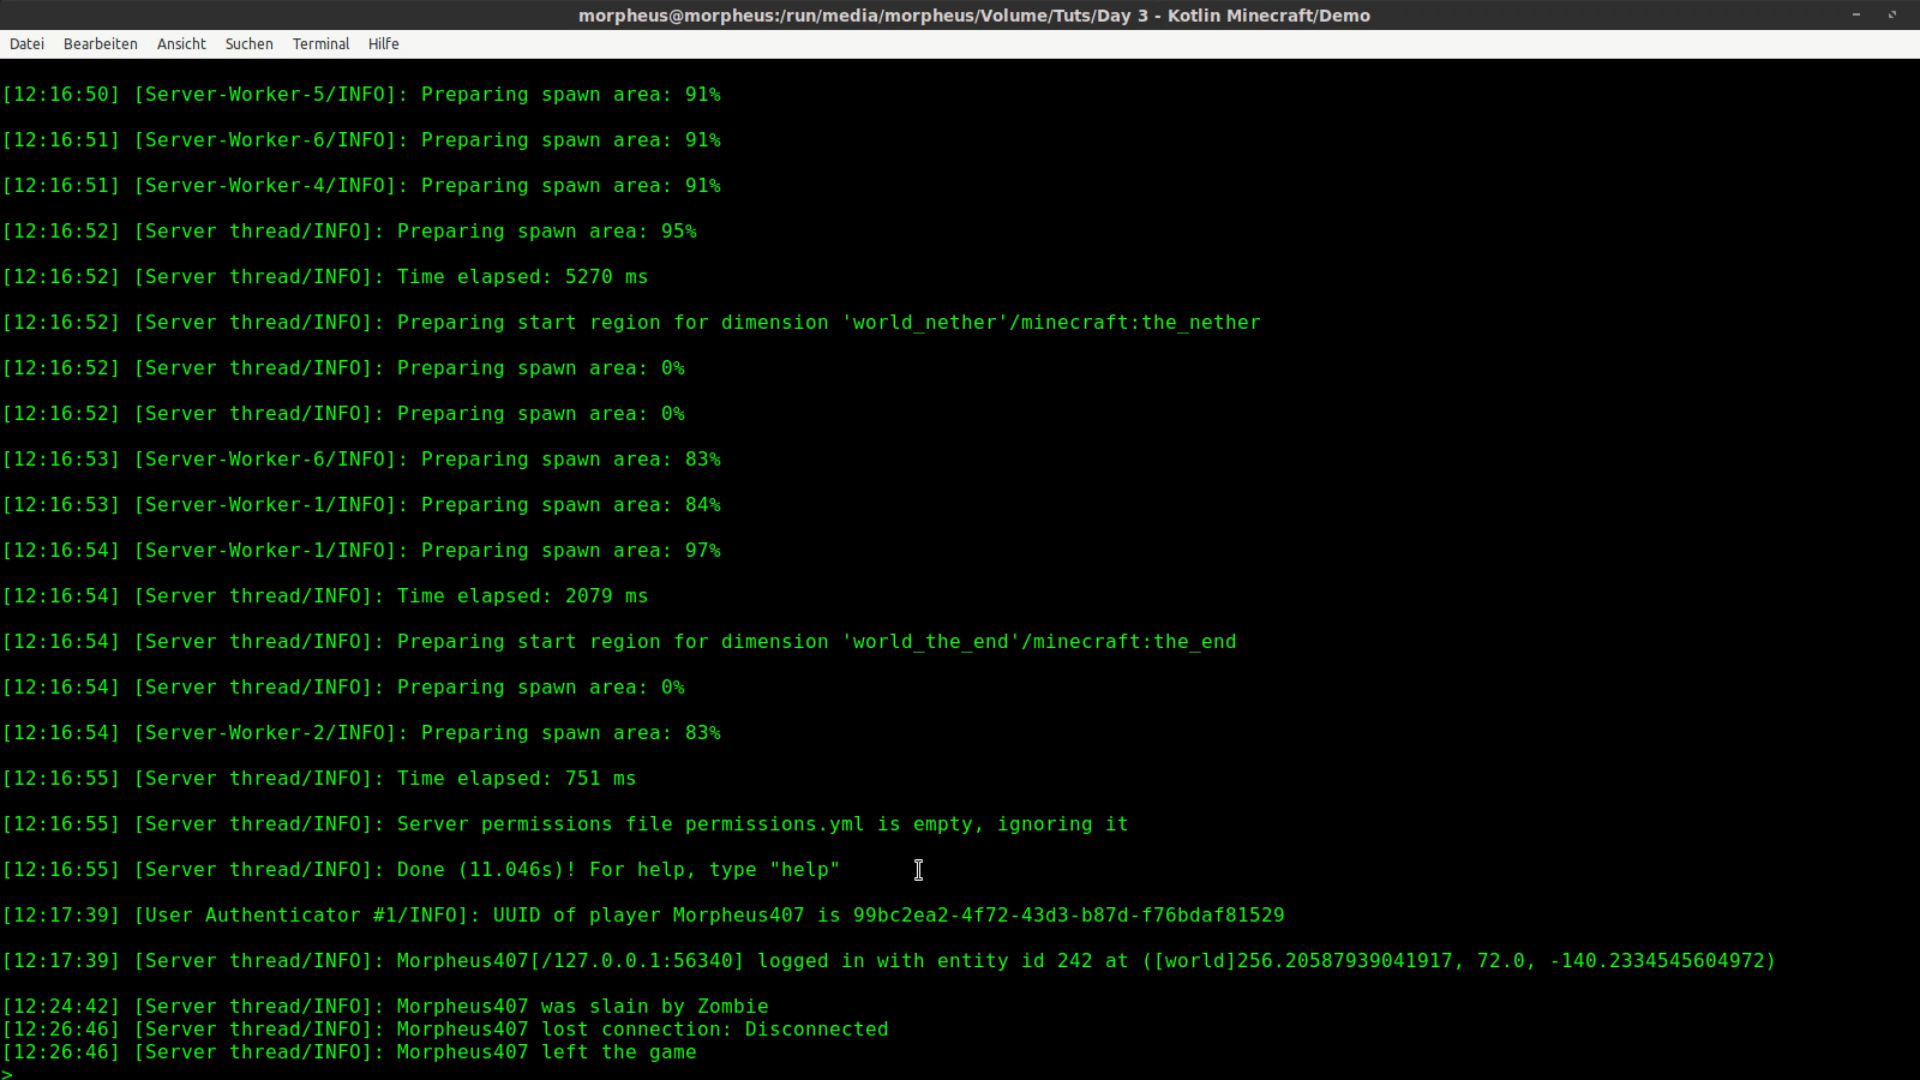 morpheus@morpheus:/run/media/morpheus/Volume/Tuts/Day 3 - Kotlin Minecraft/Demo
Datei Bearbeiten Ansicht Suchen Terminal Hilfe
[12:16:50] [Server-Worker-5/INFO]: Preparing spawn area: 91%
[12:16:51] [Server-Worker-6/INFO]: Preparing spawn area: 91%
[12:16:51] [Server-Worker-4/INFO]: Preparing spawn area: 91%
[12:16:52] [Server thread/INFO]: Preparing spawn area: 95%
[12:16:52] [Server thread/INFO]: Time elapsed: 5270 ms
[12:16:52] [Server thread/INFO]: Preparing start region for dimension 'world_nether'/minecraft:the_nether
[12:16:52] [Server thread/INFO]: Preparing spawn area: 0%
[12:16:52] [Server thread/INFO]: Preparing spawn area: 0%
[12:16:53] [Server-Worker-6/INFO]: Preparing spawn area: 83%
[12:16:53] [Server-Worker-1/INFO]: Preparing spawn area: 84%
[12:16:54] [Server-Worker-1/INFO]: Preparing spawn area: 97%
[12:16:54] [Server thread/INFO]: Time elapsed: 2079 ms
[12:16:54] [Server thread/INFO]: Preparing start region for dimension 'world_the_end'/minecraft:the_end
[12:16:54] [Server thread/INFO]: Preparing spawn area: 0%
[12:16:54] [Server-Worker-2/INFO]: Preparing spawn area: 83%
[12:16:55] [Server thread/INFO]: Time elapsed: 751 ms
[12:16:55] [Server thread/INFO]: Server permissions file permissions.yml is empty, ignoring it
[12:16:55] [Server thread/INFO]: Done (11.046s)! For help, type "help"
[12:17:39] [User Authenticator #1/INFO]: UUID of player Morpheus407 is 99bc2ea2-4f72-43d3-b87d-f76bdaf81529
[12:17:39] [Server thread/INFO]: Morpheus407[/127.0.0.1:56340] logged in with entity id 242 at ([world]256.20587939041917, 72.0, -140.2334545604972)
[12:24:42] [Server thread/INFO]: Morpheus407 was slain by Zombie
[12:26:46] [Server thread/INFO]: Morpheus407 lost connection: Disconnected
[12:26:46] [Server thread/INFO]: Morpheus407 left the game
>